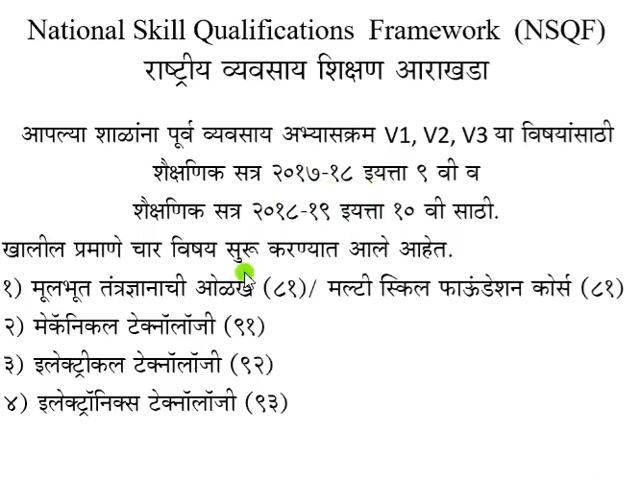 National Skill Qualifications Framework (NSQF)
राष्ट्रीय व्यवसाय शिक्षण आराखडा
आपल्या शाळांना पूर्व व्यवसाय अभ्यासक्रम V1, V2, V3 या विषयांसाठी
शैक्षणिक सत्र २०१७-१८ इयत्ता ९ वी व
शैक्षणिक सत्र २०१८-१९ इयत्ता १० वी साठी.
खालील प्रमाणे चार विषय सुरू करण्यात आले आहेत.
१) मूलभूत तंत्रज्ञानाची ओळख (८१)/ मल्टी स्किल फाऊंडेशन कोर्स (८१)
२) मेकॅनिकल टेक्नॉलॉजी (९१)
३) इलेक्ट्रीकल टेक्नॉलॉजी (९२)
४) इलेक्ट्रॉनिक्स टेक्नॉलॉजी (९३)